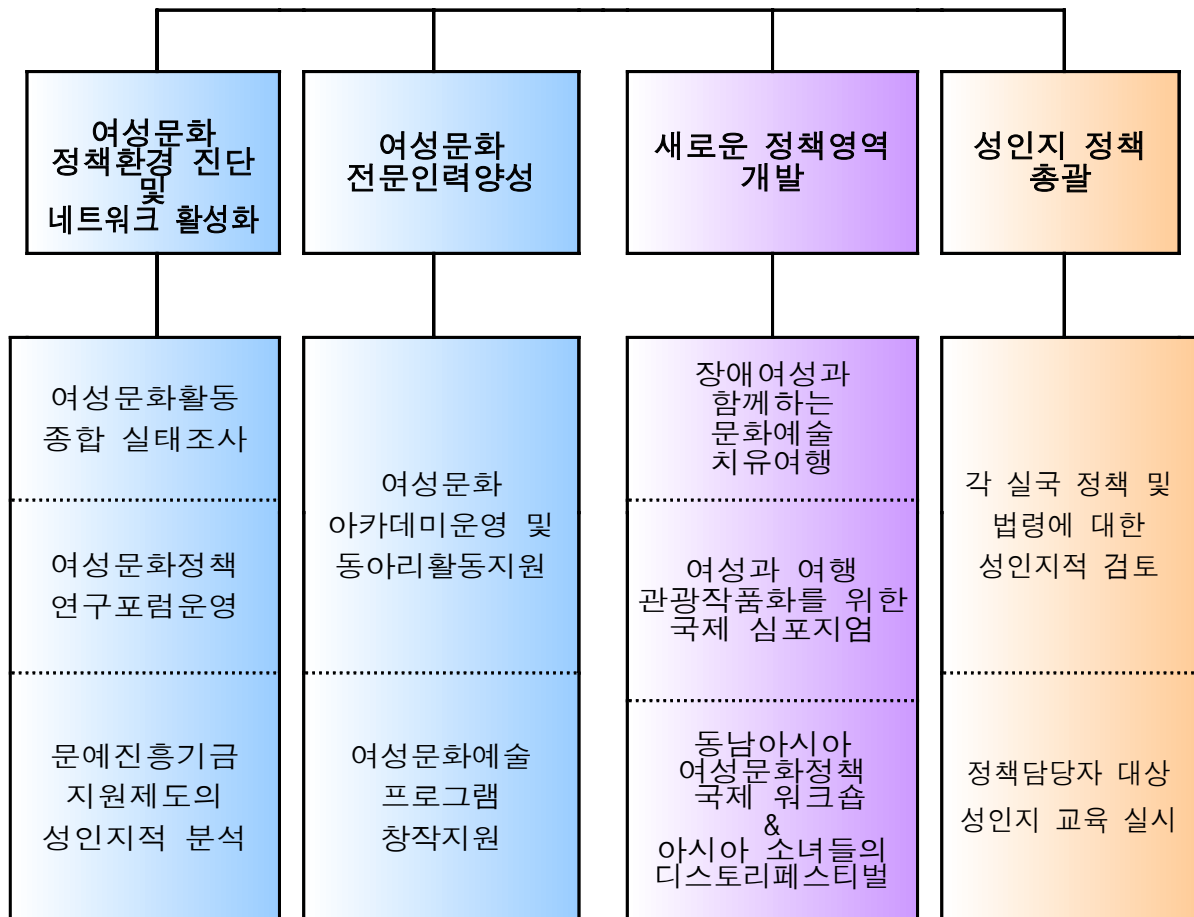 여성문화
정책환경 진단
및
네트워크 활성화
여성문화
전문인력양성
새로운 정책영역
개발
성인지 정책
총괄
여성문화활동
종합 실태조사
여성문화정책
연구포럼운영
문예진흥기금
지원제도의
성인지적 분석
여성문화
아카데미운영 및
동아리활동지원
여성문화예술
프로그램
창작지원
장애여성과
함께하는
문화예술
치유여행
여성과 여행
관광작품화를 위한
국제 심포지엄
동남아시아
여성문화정책
국제 워크숍
&
아시아 소녀들의
디스토리페스티벌
각 실국 정책 및
법령에 대한
성인지적 검토
정책담당자 대상
성인지 교육 실시